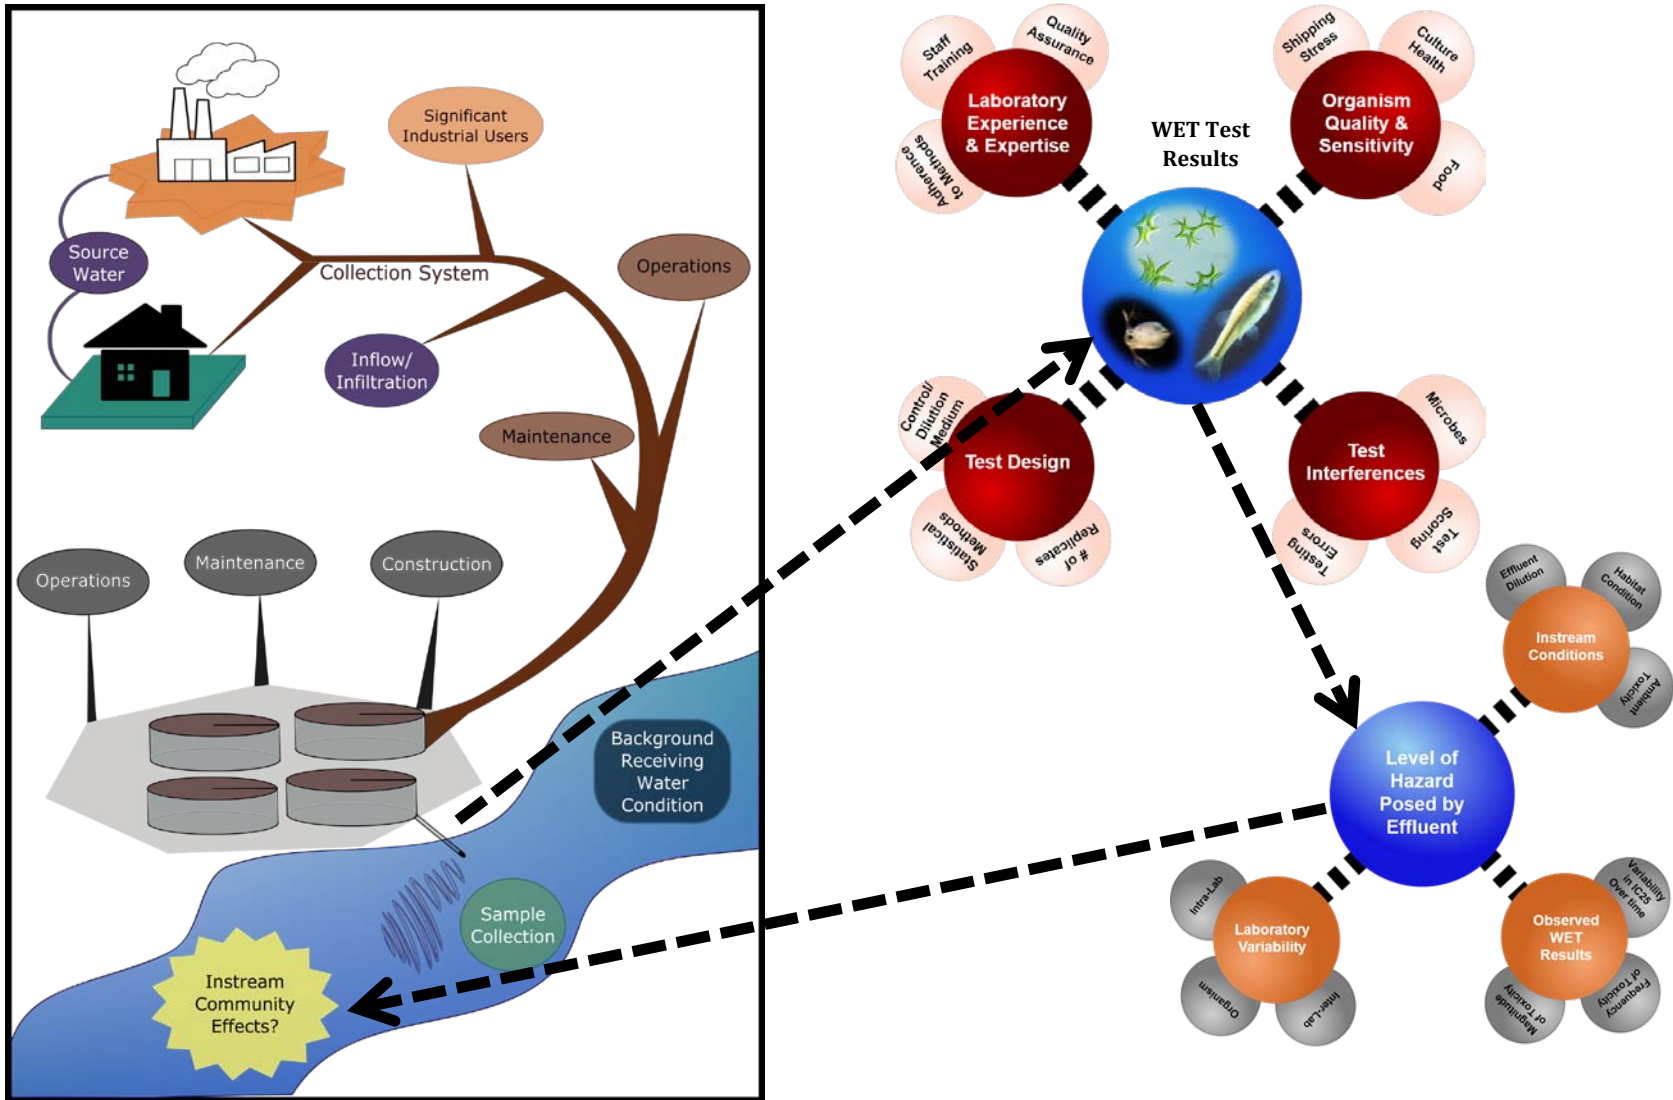 Significant
Industrial Users
Source
Water
Collection System
Operations
Inflow/
Infiltration
Maintenance
Operations
Maintenance
Construction
Background
Receiving
Water
Condition
Sample
Collection
Instream
Community
Effects?
Staff
Training
Quality
Assurance
Laboratory
Experience
& Expertise
Adherence
to Methods
WET Test
Results
Shipping
Stress
Culture
Health
Organism
Quality &
Sensitivity
Food
Control/
Dilution
Medium
Test Design
Statistical
Methods
# of
Replicates
Microbes
Test
Interferences
Testing
Errors
Test
Scoring
Effluent
Dilution
Habitat
Condition
Instream
Conditions
Ambient
Toxicity
Level of
Hazard
Posed by
Effluent
Intra-Lab
Laboratory
Variability
Organism
Inter-Lab
Variability
in IC25
Over time
Observed
WET
Results
Magnitude
of Toxicity
Frequency
of Toxicity